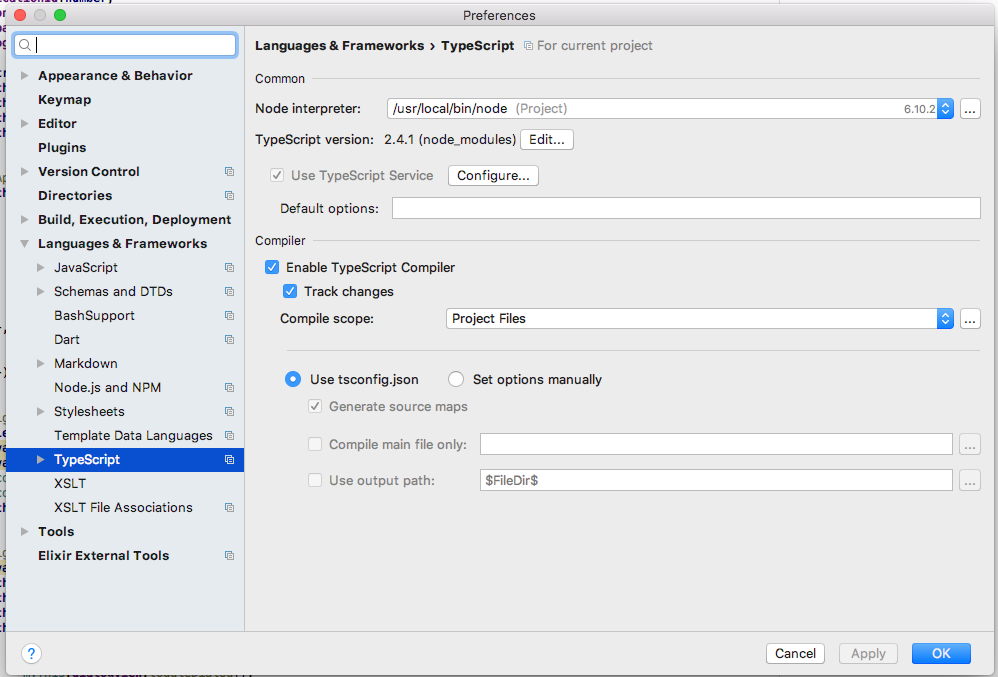 Preferences
Languages & Frameworks › TypeScript For current project
Appearance & Behavior
Keymap
Editor
Plugins
Version Control
Directories
Build, Execution, Deployment
Languages & Frameworks
JavaScript
Schemas and DTDs
BashSupport
Dart
Markdown
Node.js and NPM
Stylesheets
Template Data Languages
TypeScript
XSLT
XSLT File Associations
Tools
Elixir External Tools
Common
Node interpreter: /usr/local/bin/node (Project) 6.10.2 ...
TypeScript version: 2.4.1 (node_modules) Edit...
Use TypeScript Service Configure...
Default options:
Compiler
Enable TypeScript Compiler
Track changes
Compile scope: Project Files ...
Use tsconfig.json Set options manually
Generate source maps
Compile main file only: ...
Use output path: $FileDir$ ...
? Cancel Apply OK